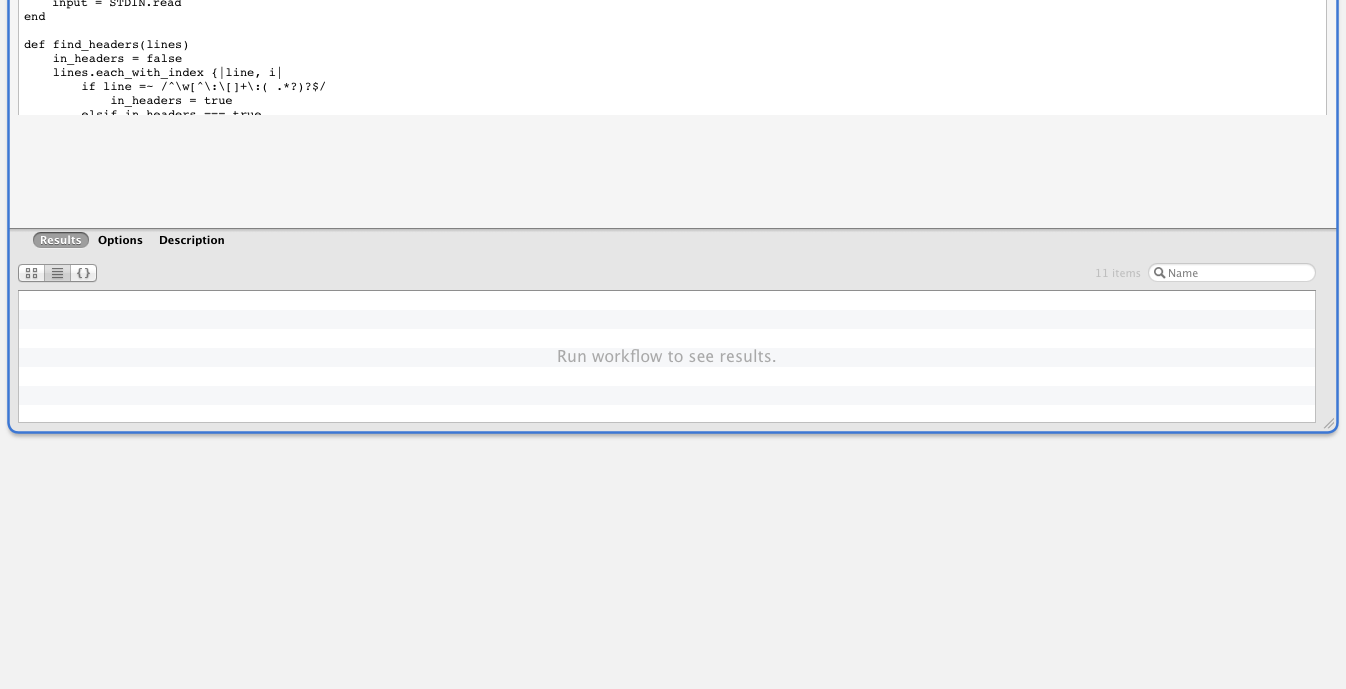 input = STDIN.read
end
def find_headers(lines)
in_headers = false
lines.each_with_index {|line, i|
if line =~ /^\w[^\:\[]+\:( .*?)?$/
in_headers = true
elsif in_headers === true
Results Options Description
{} 11 items Name
Run workflow to see results.